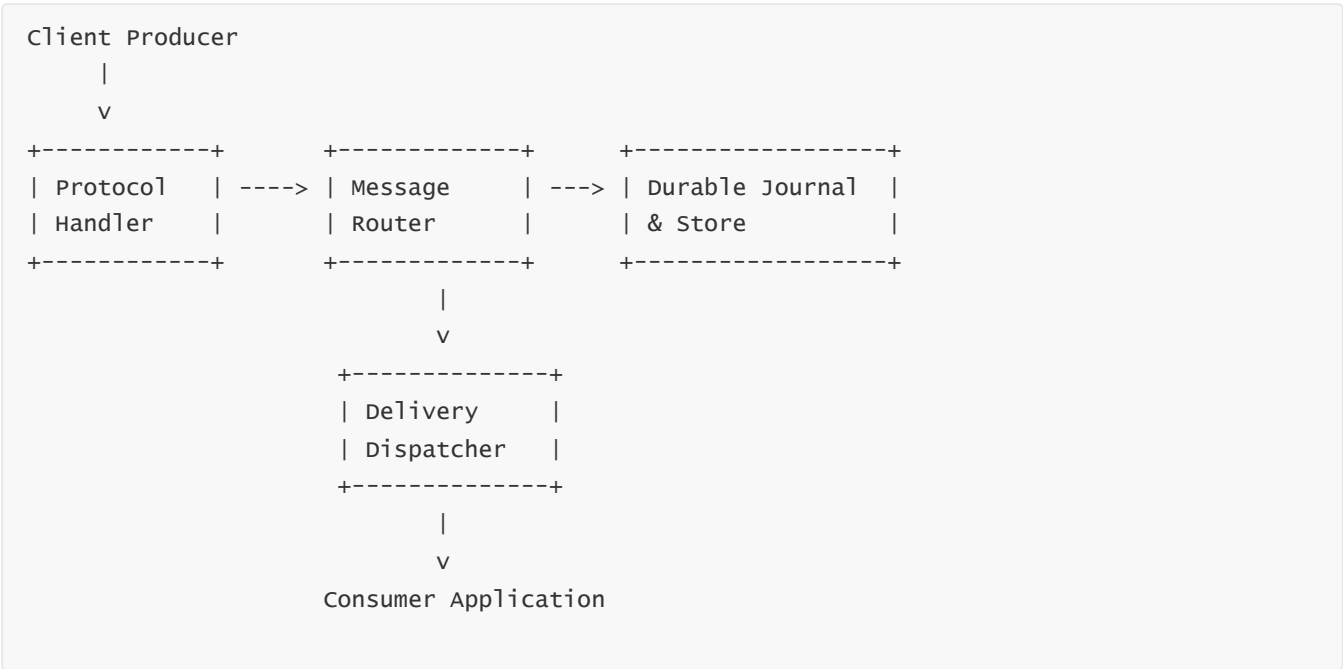 Client Producer
     |
     v
+------------+       +-------------+      +------------------+
| Protocol   | ----> | Message     | ---> | Durable Journal  |
| Handler    |       | Router      |      | & Store          |
+------------+       +-------------+      +------------------+
                             |
                             v
                      +--------------+
                      | Delivery     |
                      | Dispatcher   |
                      +--------------+
                             |
                             v
                     Consumer Application